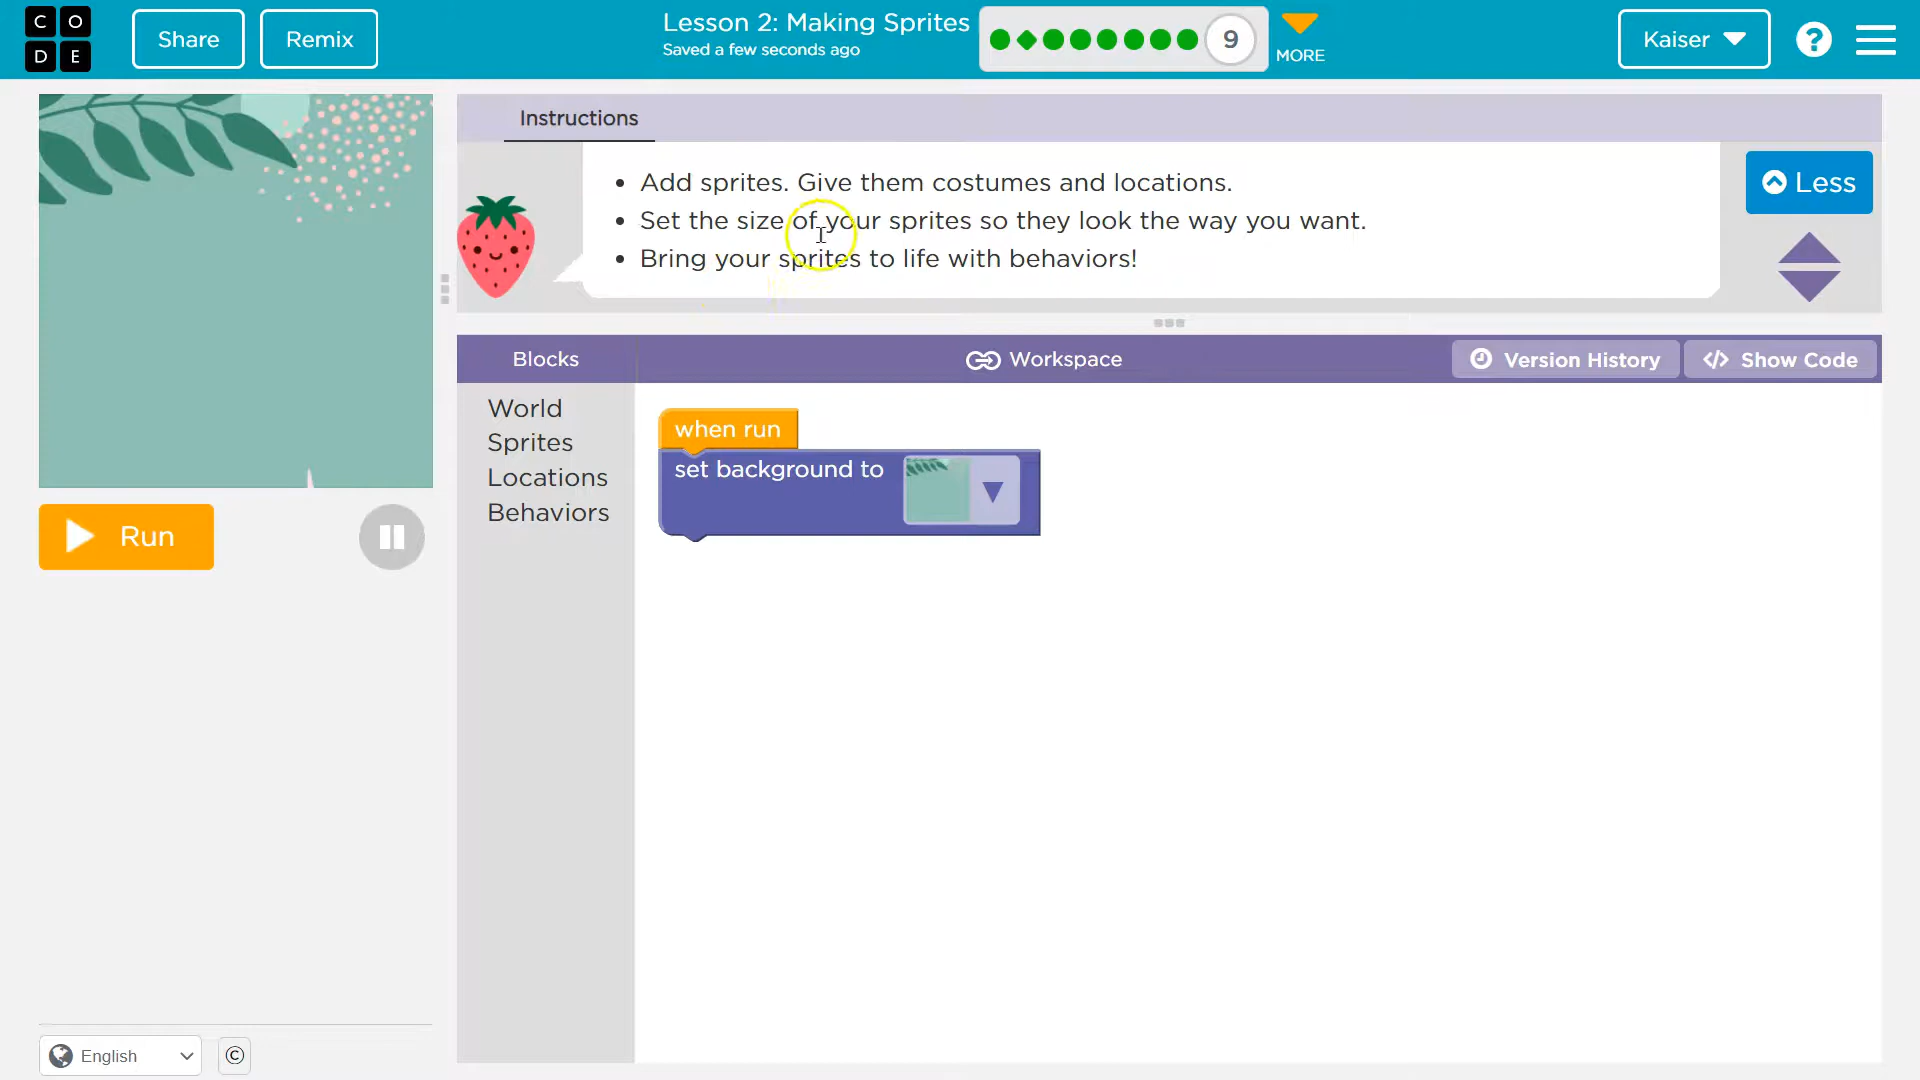 C O D E
Share
Remix
Lesson 2: Making Sprites
Saved a few seconds ago
9
MORE
Kaiser
?
Instructions
• Add sprites. Give them costumes and locations.
• Set the size of your sprites so they look the way you want.
• Bring your sprites to life with behaviors!
Less
Blocks
Workspace
Version History
Show Code
World
Sprites
Locations
Behaviors
when run
set background to
Run
English
©